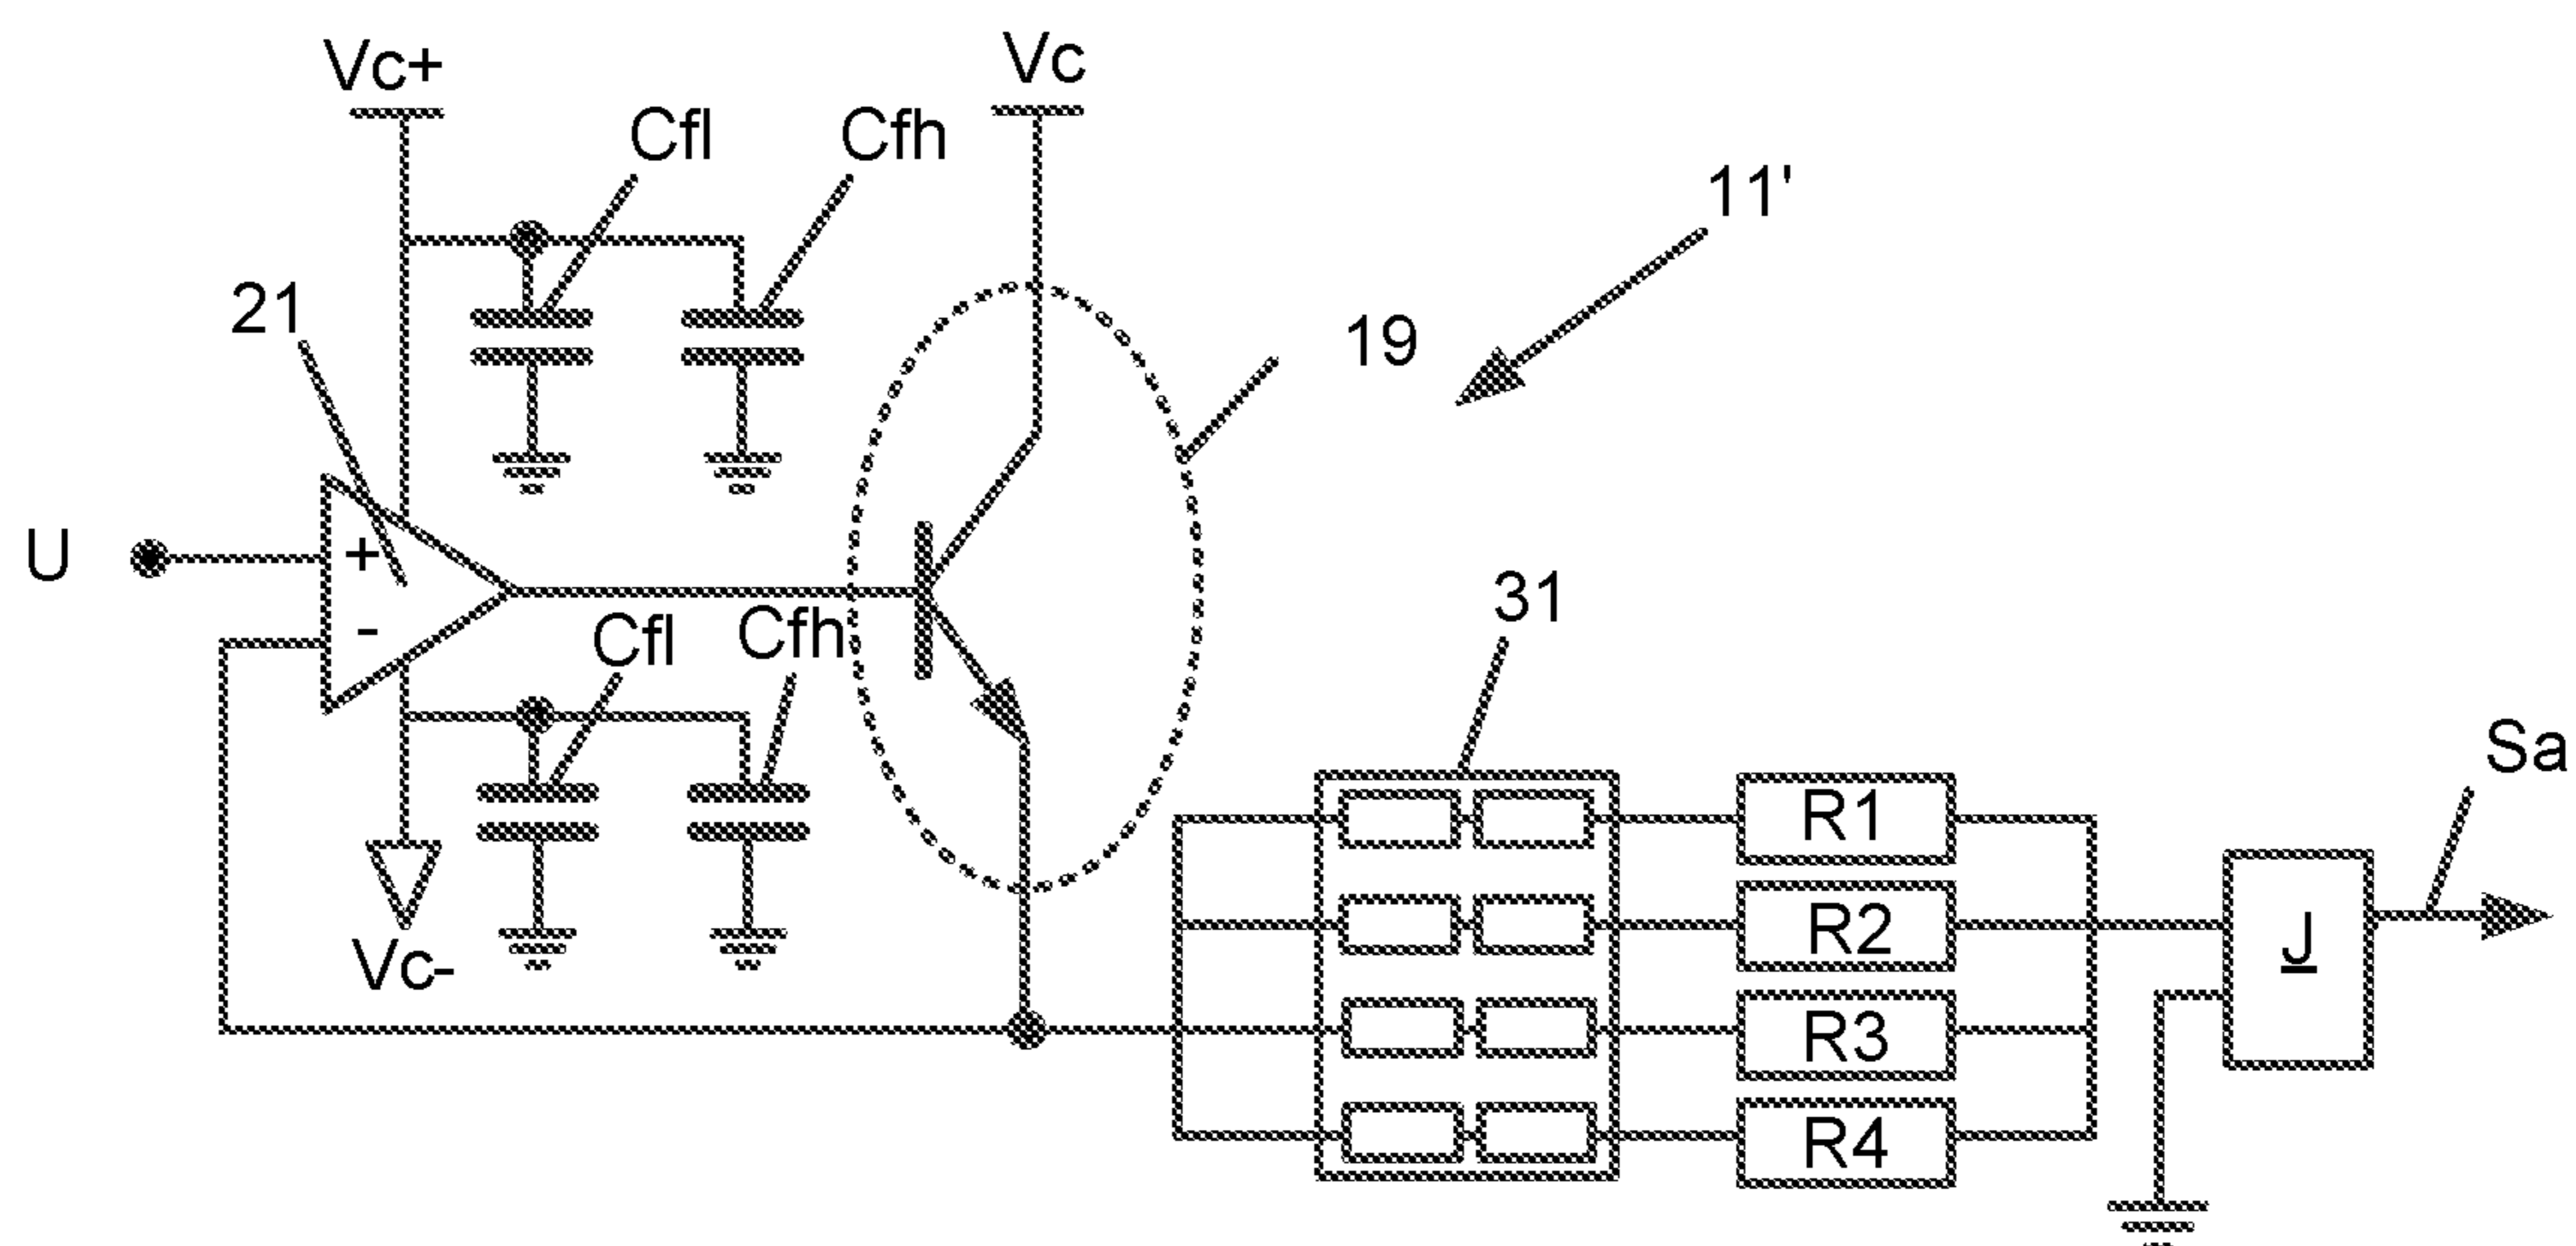 Vc+
Vc
Cfl
Cfh
11'
21
19
U
+
-
Cfl
Cfh
31
Sa
R1
R2
J
Vc-
R3
R4